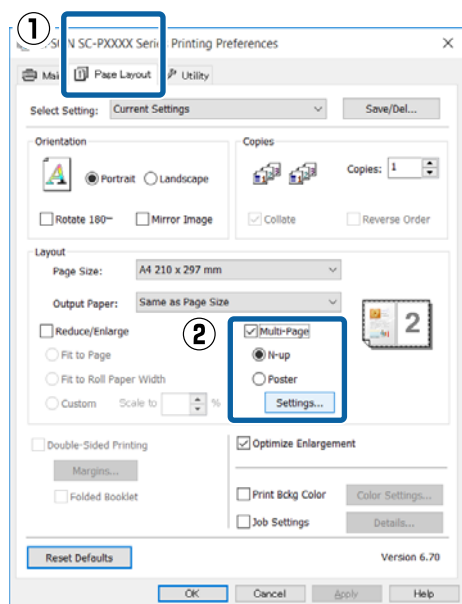 ①
SC-PXXXX Seri Printing Preferences
Mai Page Layout Utility
Select Setting: Current Settings Save/Del...
Orientation Copies
A Portrait Landscape Copies: 1
Rotate 180° Mirror Image Collate Reverse Order
Layout
Page Size: A4 210 x 297 mm
Output Paper: Same as Page Size
Reduce/Enlarge ② Multi-Page 2
Fit to Page N-up
Fit to Roll Paper Width Poster
Custom Scale to % Settings...
Double-Sided Printing Optimize Enlargement
Margins...
Folded Booklet Print Bckg Color Color Settings...
Job Settings Details...
Reset Defaults Version 6.70
OK Cancel Apply Help